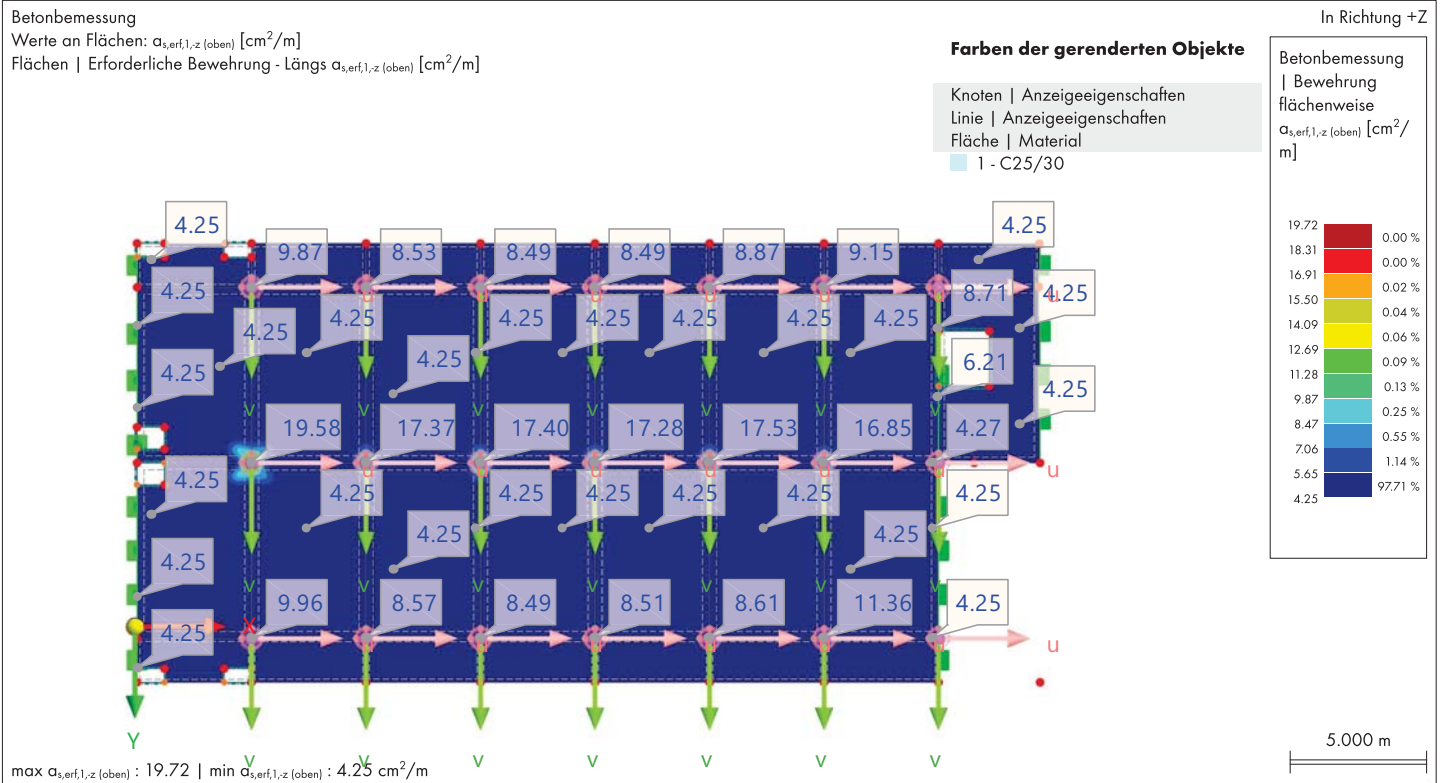 Betonbemessung
Werte an Flächen: as,erf,1,-z (oben) [cm²/m]
Flächen | Erforderliche Bewehrung - Längs as,erf,1,-z (oben) [cm²/m]
In Richtung +Z
Farben der gerenderten Objekte
Knoten | Anzeigeeigenschaften
Linie | Anzeigeeigenschaften
Fläche | Material
1 - C25/30
Betonbemessung
| Bewehrung
flächenweise
as,erf,1,-z (oben) [cm²/
m]
19.72
0.00 %
18.31
0.00 %
16.91
0.02 %
15.50
0.04 %
14.09
0.06 %
12.69
0.09 %
11.28
0.13 %
9.87
0.25 %
8.47
0.55 %
7.06
1.14 %
5.65
97.71 %
4.25
4.25 4.25
9.87 8.53 8.49 8.49 8.87 9.15
4.25 8.71 4.25
u u u u u u
4.25 4.25 4.25 4.25 4.25 4.25 4.25
4.25 6.21
4.25 4.25
v v v v v v
19.58 17.37 17.40 17.28 17.53 16.85 4.27
u u u u u
4.25 4.25 4.25 4.25 4.25 4.25 4.25
4.25 4.25
4.25
v v v v v v v
9.96 8.57 8.49 8.51 8.61 11.36 4.25
4.25 X
u
Y
v v v v v v v
max as,erf,1,-z (oben) : 19.72 | min as,erf,1,-z (oben) : 4.25 cm²/m
5.000 m